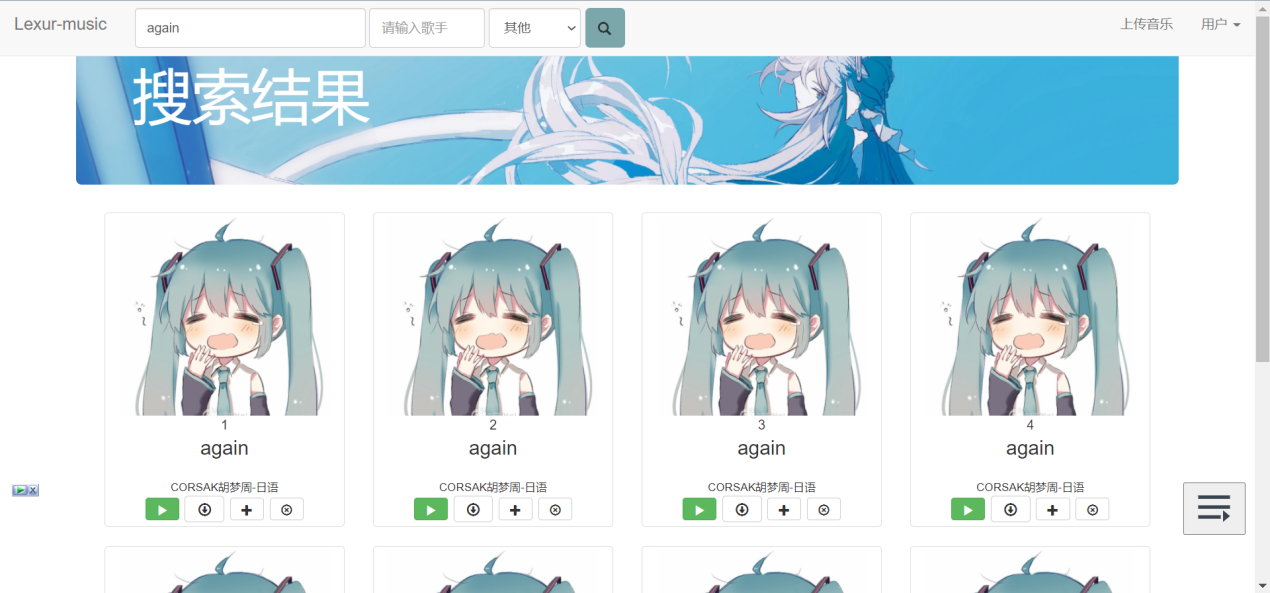 Lexur-music
again
请输入歌手
其他
上传音乐
用户
搜索结果
1
again
CORSAK胡梦周-日语
2
again
CORSAK胡梦周-日语
3
again
CORSAK胡梦周-日语
4
again
CORSAK胡梦周-日语